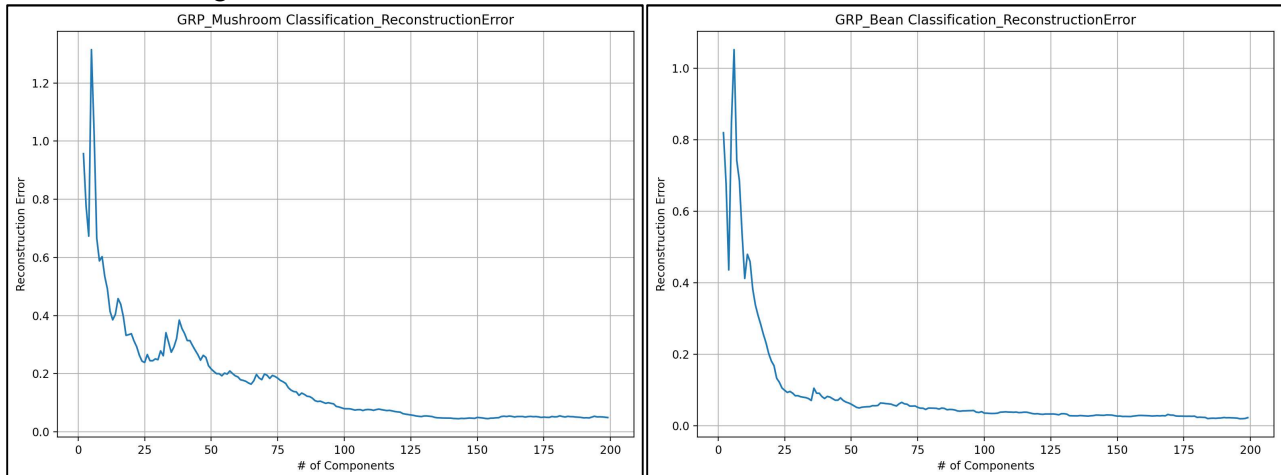 GRP_Mushroom Classification_ReconstructionError
1.2
1.0
0.8
0.6
0.4
0.2
0.0
Reconstruction Error
0 25 50 75 100 125 150 175 200
# of Components
GRP_Bean Classification_ReconstructionError
1.0
0.8
0.6
0.4
0.2
0.0
Reconstruction Error
0 25 50 75 100 125 150 175 200
# of Components